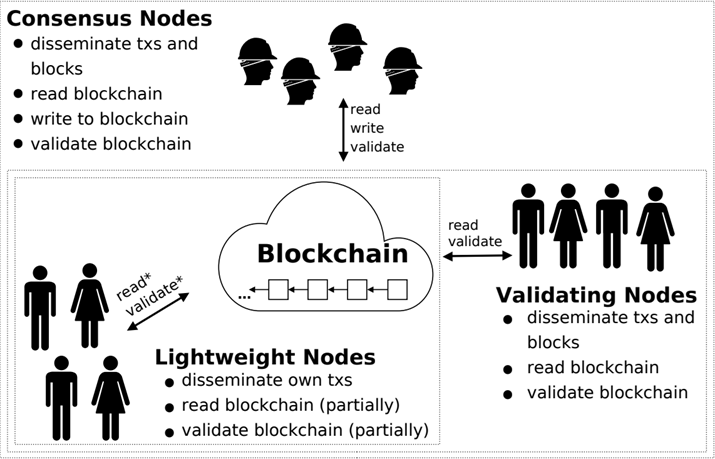 Consensus Nodes
● disseminate txs and
blocks
● read blockchain
● write to blockchain
● validate blockchain
read
write
validate
Blockchain
...
read*
validate*
read
validate
Validating Nodes
● disseminate txs and
blocks
● read blockchain
● validate blockchain
Lightweight Nodes
● disseminate own txs
● read blockchain (partially)
● validate blockchain (partially)